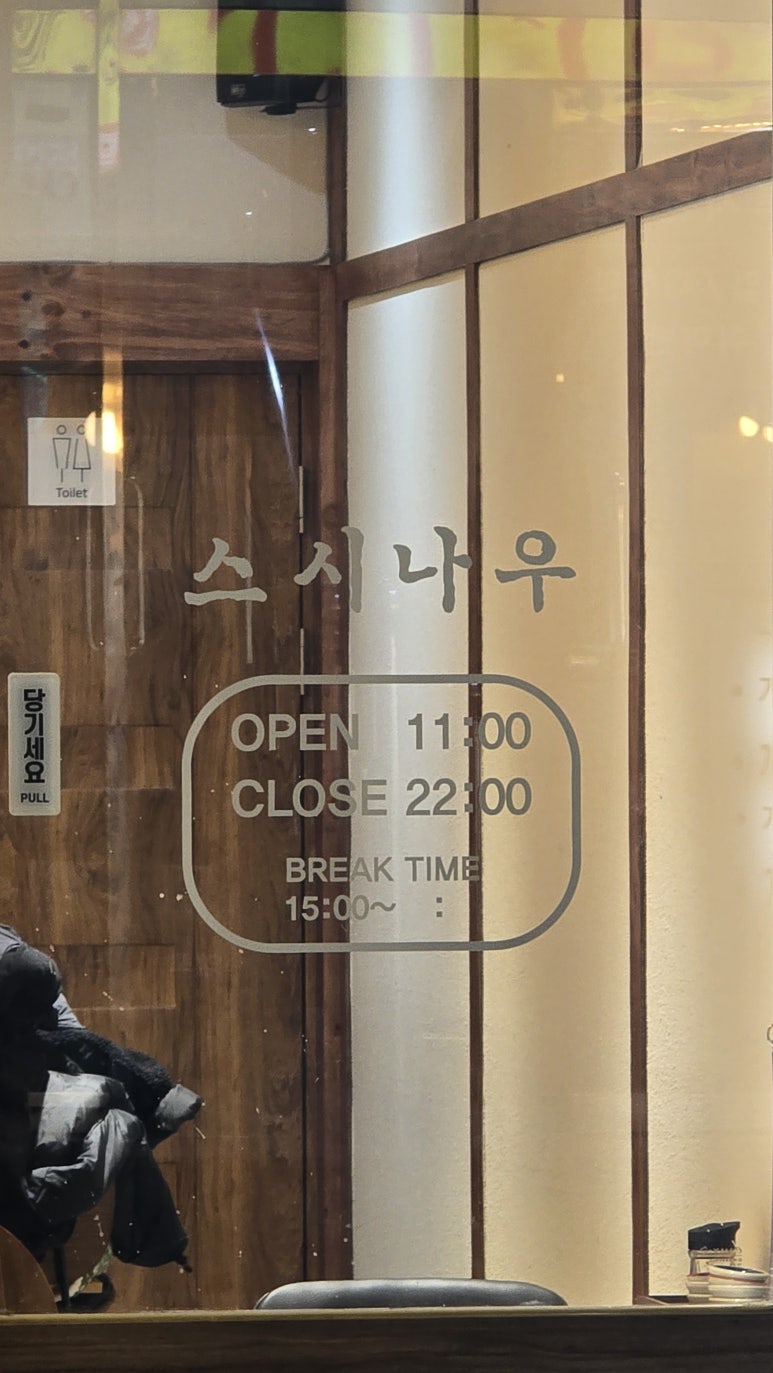 Toilet
스시나우
당기세요
PULL
OPEN 11:00
CLOSE 22:00
BREAK TIME
15:00~ :